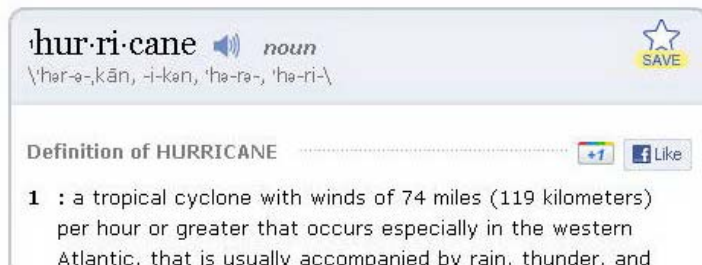 ˈhur·ri·cane noun
SAVE
\ˈhər-ə-ˌkān, -i-kən, ˈhə-rə-, ˈhə-ri-\
Definition of HURRICANE +1 Like
1 : a tropical cyclone with winds of 74 miles (119 kilometers)
per hour or greater that occurs especially in the western
Atlantic, that is usually accompanied by rain, thunder, and